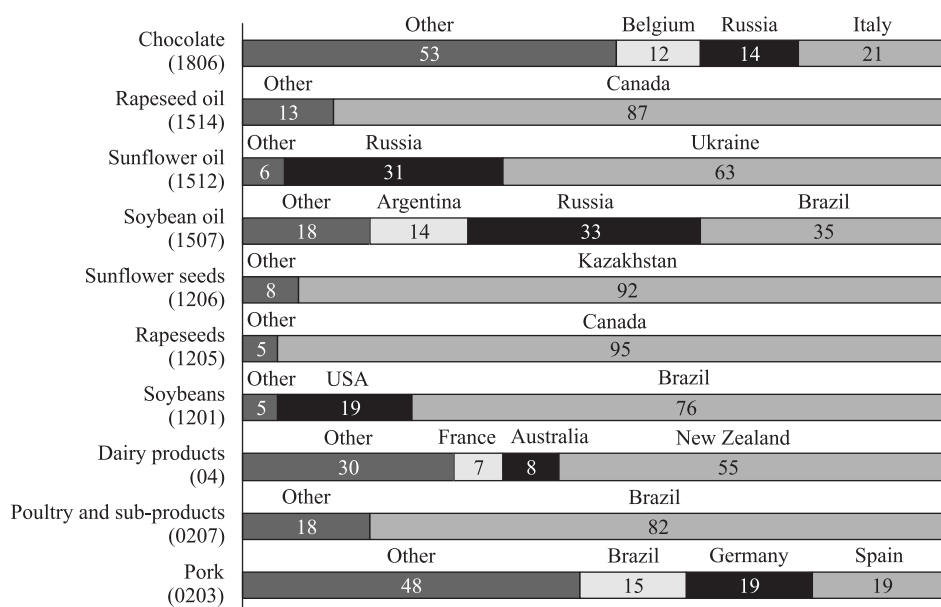 Other Belgium Russia Italy
Chocolate
(1806)
53 12 14 21
Other Canada
Rapeseed oil
(1514)
13 87
Other Russia Ukraine
Sunflower oil
(1512)
6 31 63
Other Argentina Russia Brazil
Soybean oil
(1507)
18 14 33 35
Other Kazakhstan
Sunflower seeds
(1206)
8 92
Other Canada
Rapeseeds
(1205)
5 95
Other USA Brazil
Soybeans
(1201)
5 19 76
Other France Australia New Zealand
Dairy products
(04)
30 7 8 55
Other Brazil
Poultry and sub-products
(0207)
18 82
Other Brazil Germany Spain
Pork
(0203)
48 15 19 19